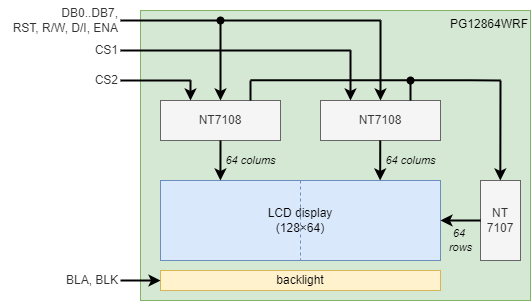 DB0..DB7,
RST, R/W, D/I, ENA
PG12864WRF
CS1
CS2
NT7108
NT7108
64 colums
64 colums
LCD display
(128×64)
NT
7107
64
rows
BLA, BLK
backlight